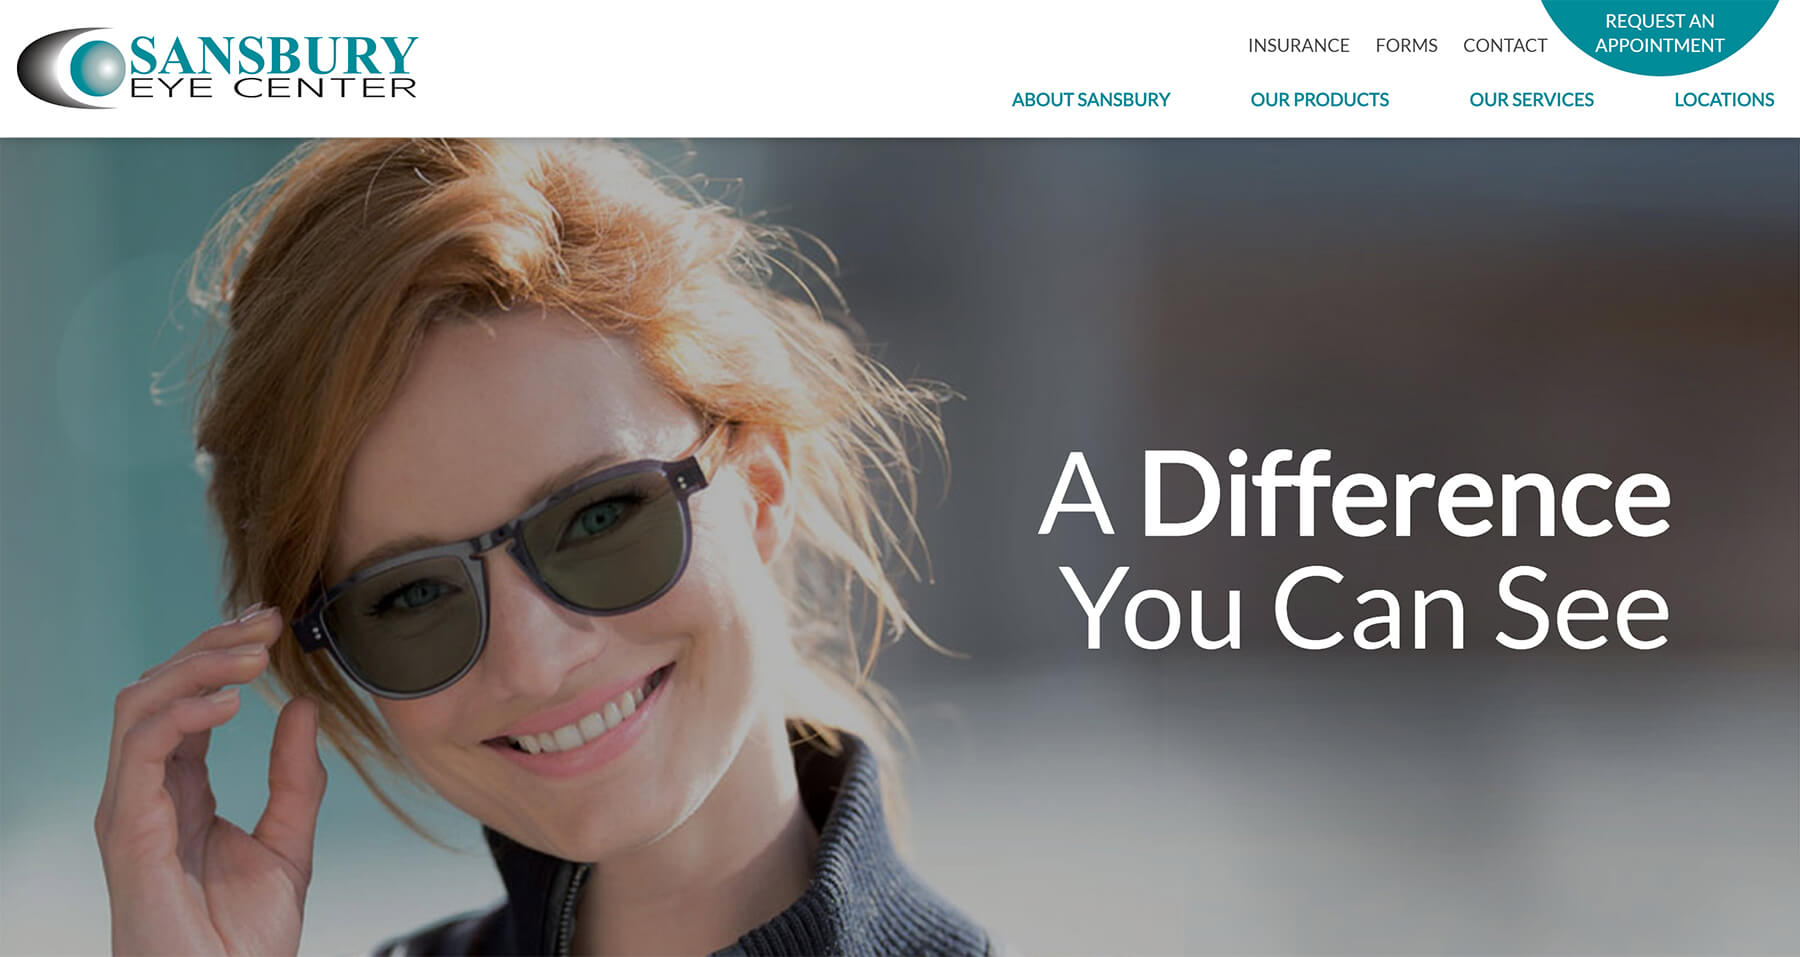 SANSBURY
EYE CENTER
INSURANCE FORMS CONTACT
REQUEST AN
APPOINTMENT
ABOUT SANSBURY OUR PRODUCTS OUR SERVICES LOCATIONS
A Difference
You Can See